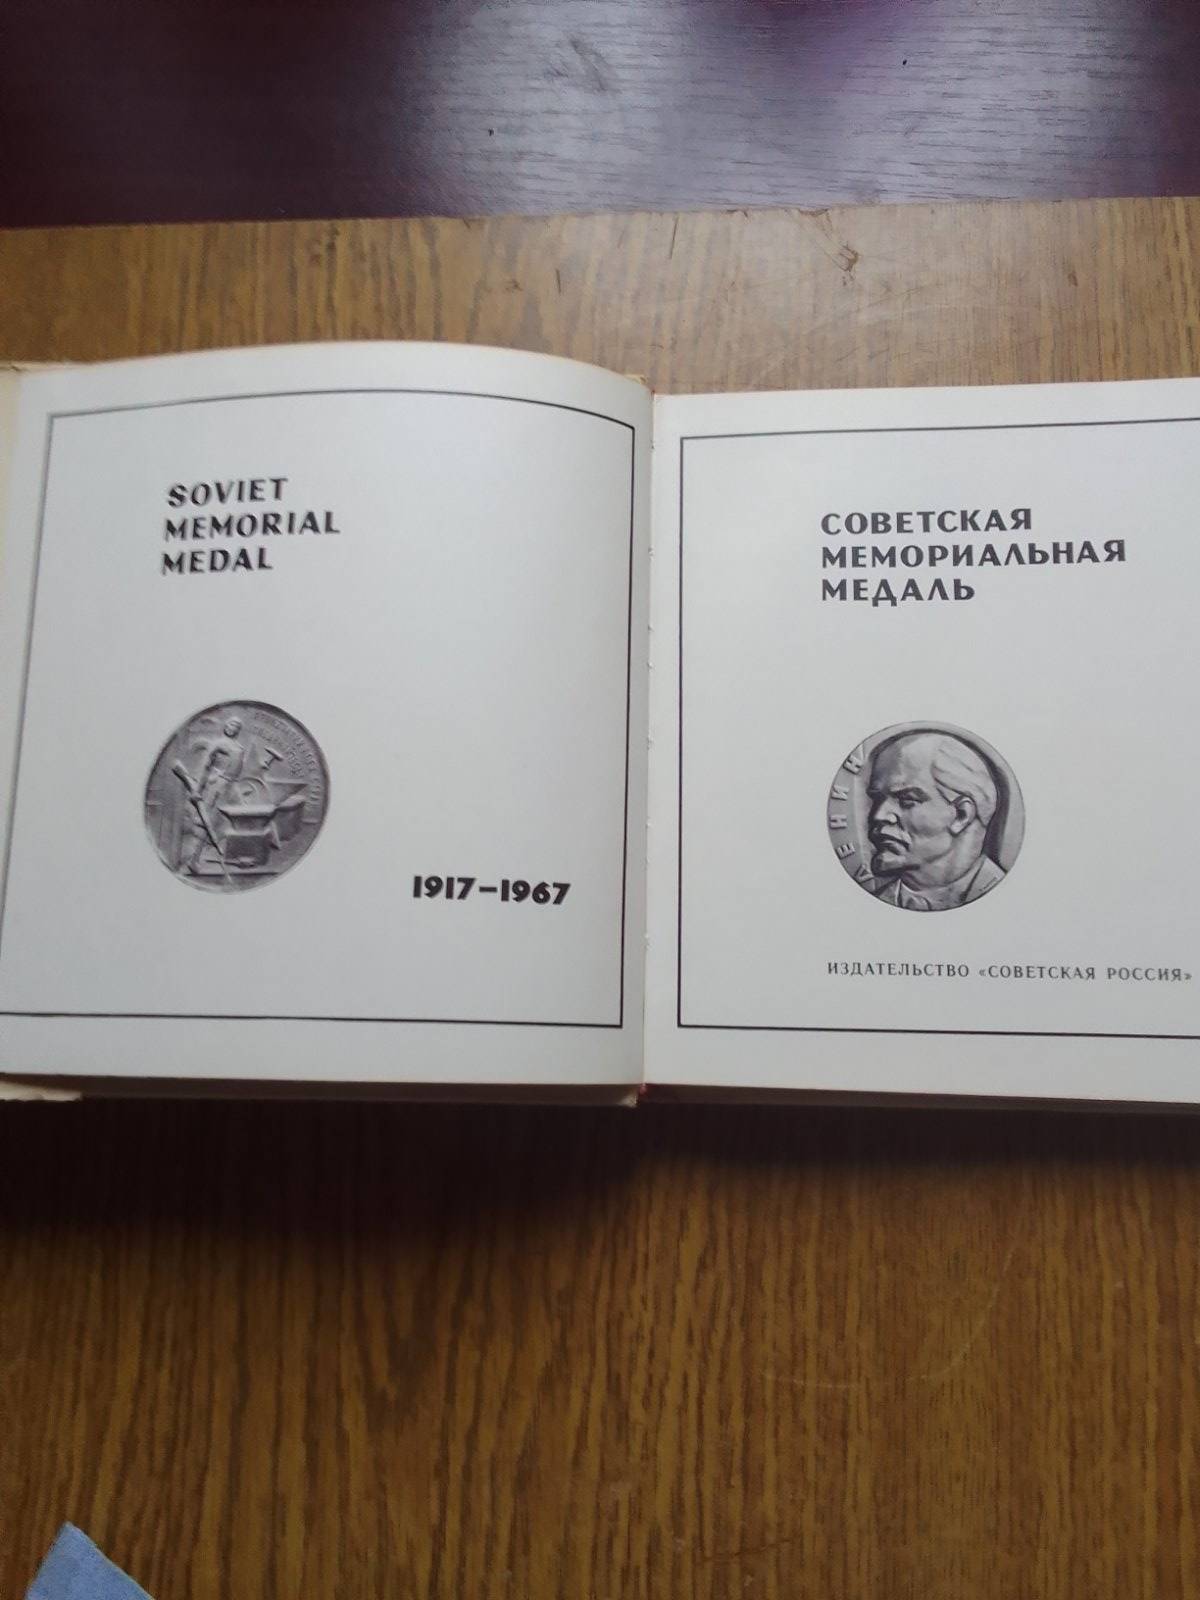 SOVIET
MEMORIAL
MEDAL
1917–1967
СОВЕТСКАЯ
МЕМОРИАЛЬНАЯ
МЕДАЛЬ
ЛЕНИН
ИЗДАТЕЛЬСТВО «СОВЕТСКАЯ РОССИЯ»